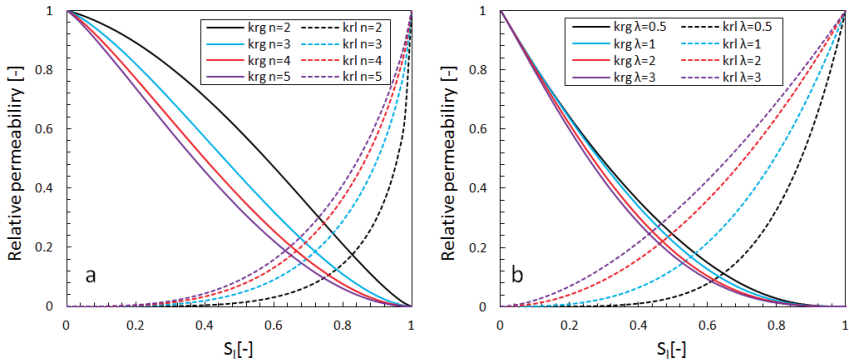 Relative permeabiliry [-]
1
0.8
0.6
0.4
0.2
0
krg n=2 krl n=2
krg n=3 krl n=3
krg n=4 krl n=4
krg n=5 krl n=5
a
0 0.2 0.4 0.6 0.8 1
Sl[-]
Relative permeabiliry [-]
1
0.8
0.6
0.4
0.2
0
krg λ=0.5 krl λ=0.5
krg λ=1 krl λ=1
krg λ=2 krl λ=2
krg λ=3 krl λ=3
b
0 0.2 0.4 0.6 0.8 1
Sl[-]